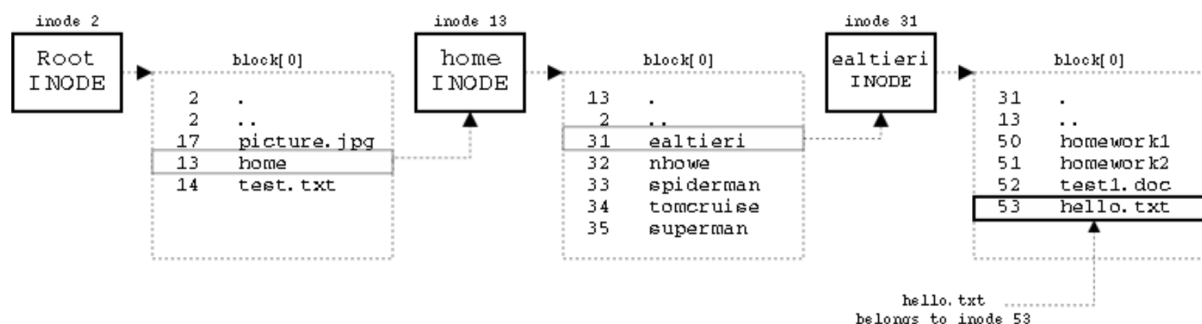 inode 2
Root
INODE
block[0]
2 .
2 ..
17 picture.jpg
13 home
14 test.txt
inode 13
home
INODE
block[0]
13 .
2 ..
31 ealtieri
32 nhowe
33 spiderman
34 tomcruise
35 superman
inode 31
ealtieri
INODE
block[0]
31 .
13 ..
50 homework1
51 homework2
52 test1.doc
53 hello.txt
hello.txt
belongs to inode 53